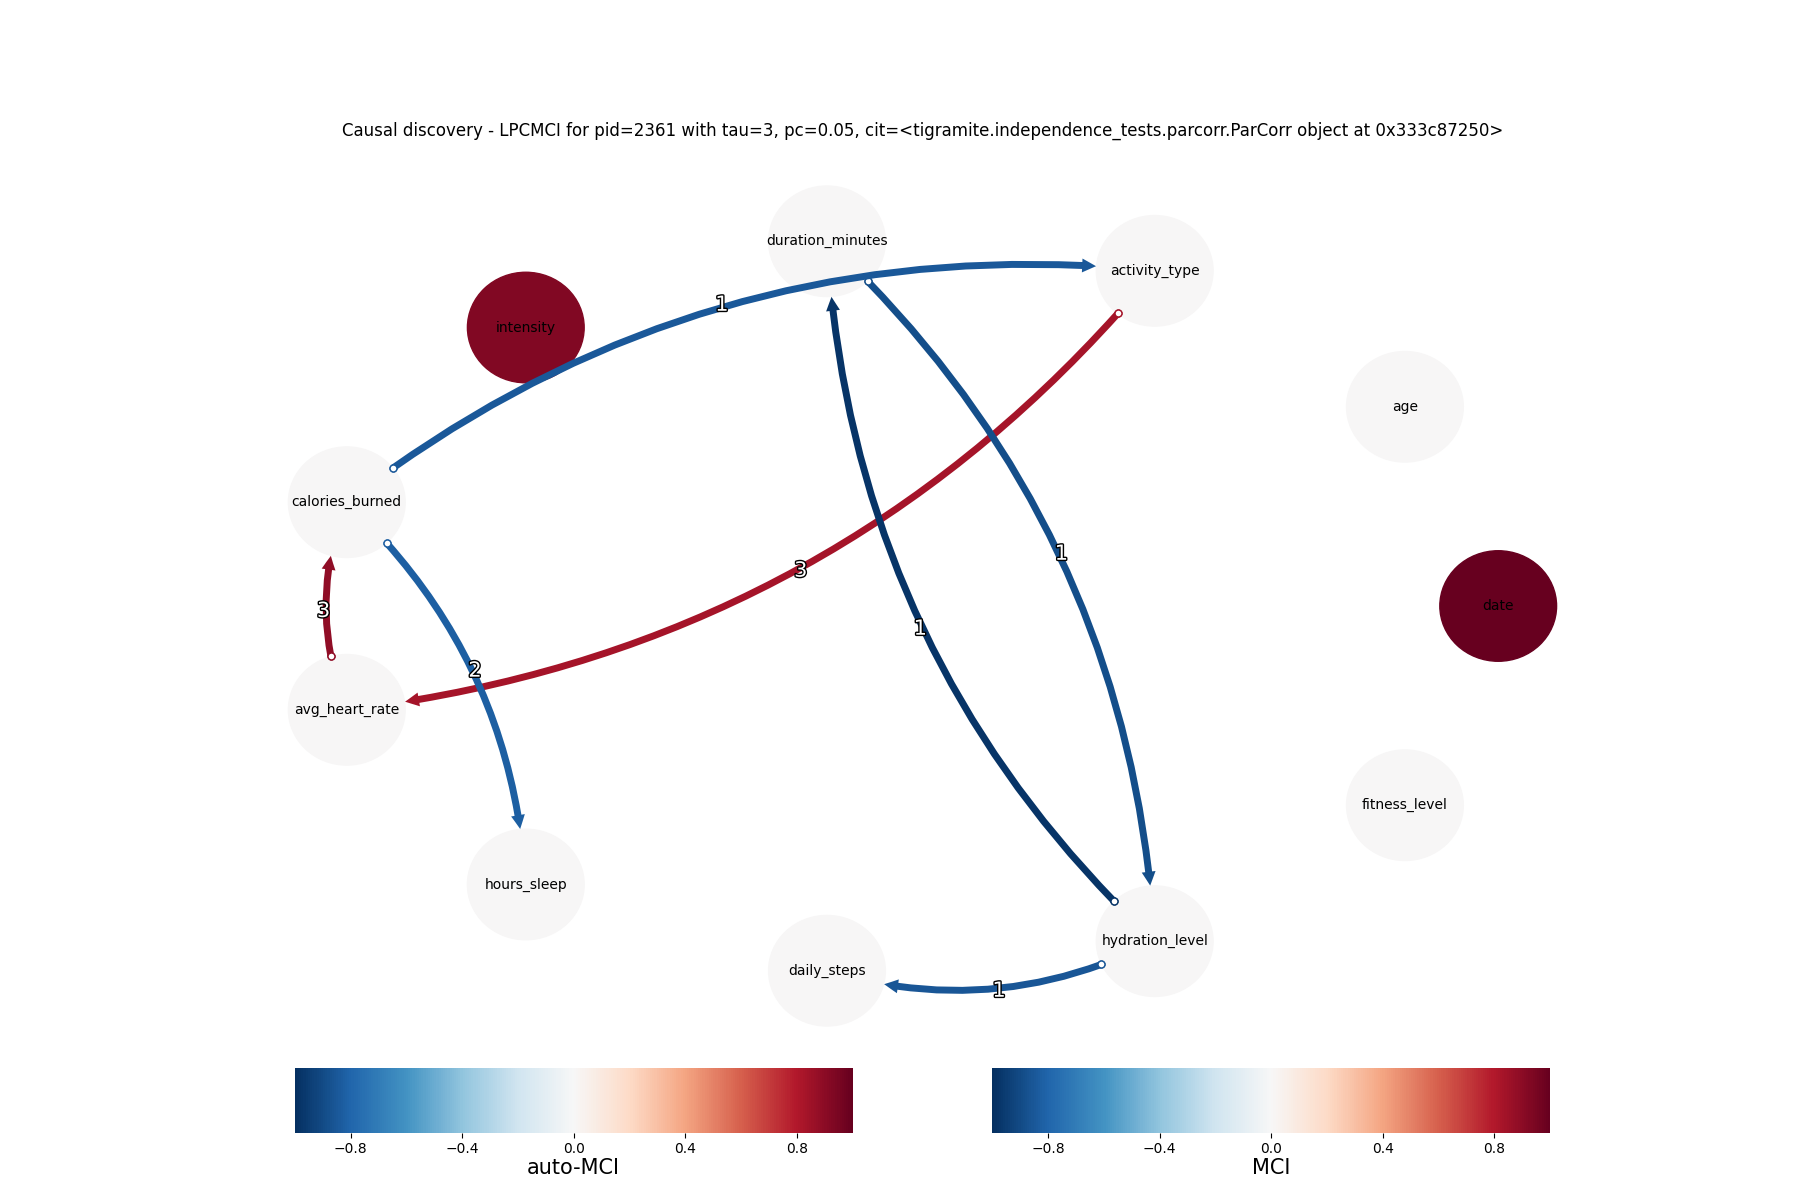 Causal discovery - LPCMCI for pid=2361 with tau=3, pc=0.05, cit=<tigramite.independence_tests.parcorr.ParCorr object at 0x333c87250>
duration_minutes
activity_type
1
intensity
age
calories_burned
1
3
date
3
1
2
avg_heart_rate
fitness_level
hours_sleep
hydration_level
daily_steps
1
−0.8 −0.4 0.0 0.4 0.8
auto-MCI
−0.8 −0.4 0.0 0.4 0.8
MCI